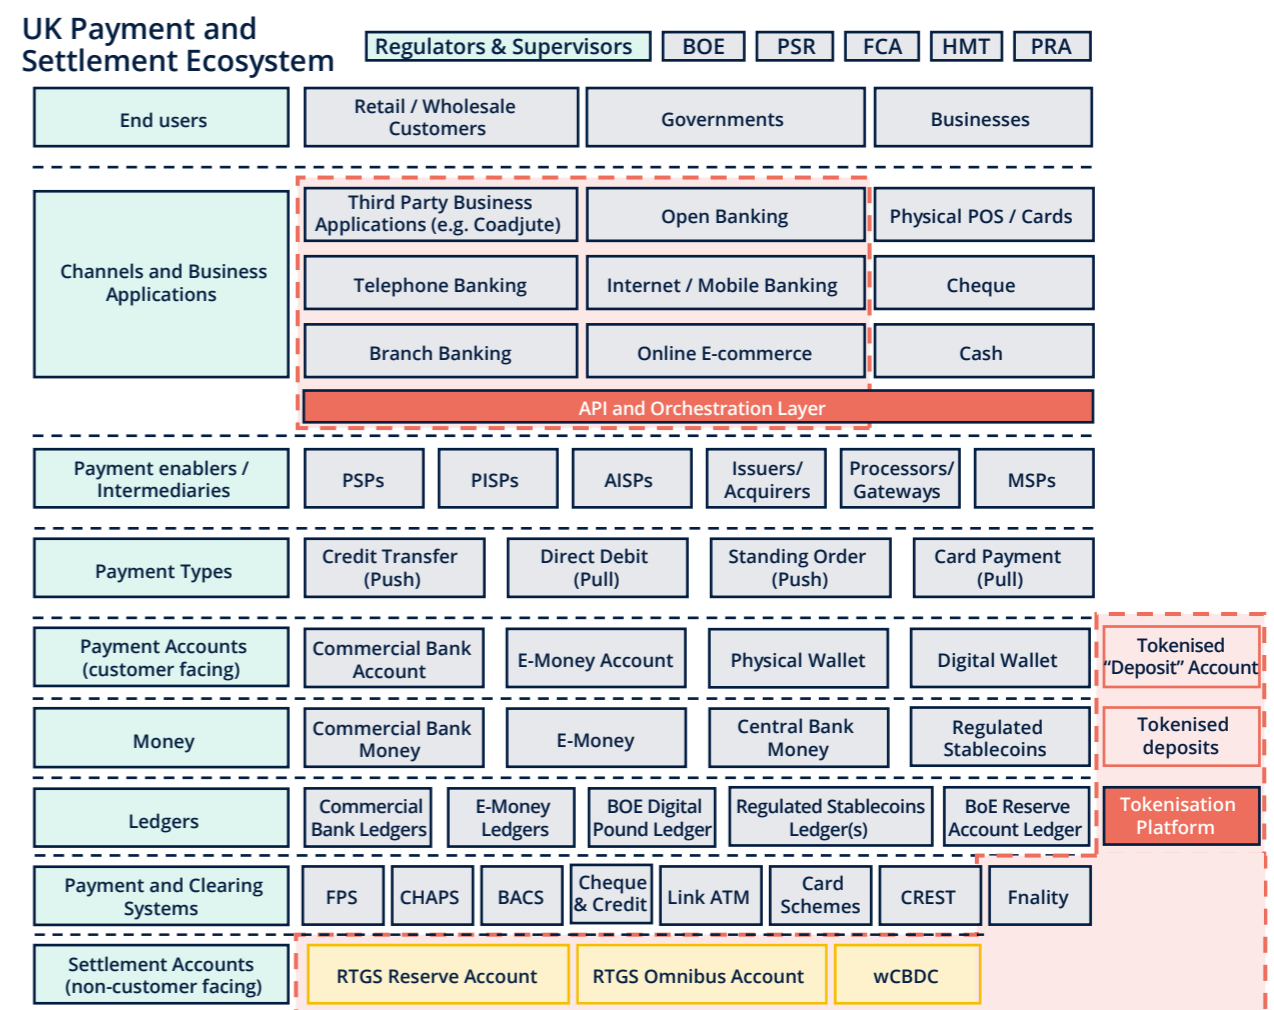 UK Payment and
Settlement Ecosystem
Regulators & Supervisors
BOE
PSR
FCA
HMT
PRA
End users
Retail / Wholesale
Customers
Governments
Businesses
Channels and Business
Applications
Third Party Business
Applications (e.g. Coadjute)
Open Banking
Physical POS / Cards
Telephone Banking
Internet / Mobile Banking
Cheque
Branch Banking
Online E-commerce
Cash
API and Orchestration Layer
Payment enablers /
Intermediaries
PSPs
PISPs
AISPs
Issuers/
Acquirers
Processors/
Gateways
MSPs
Payment Types
Credit Transfer
(Push)
Direct Debit
(Pull)
Standing Order
(Push)
Card Payment
(Pull)
Payment Accounts
(customer facing)
Commercial Bank
Account
E-Money Account
Physical Wallet
Digital Wallet
Tokenised
“Deposit” Account
Money
Commercial Bank
Money
E-Money
Central Bank
Money
Regulated
Stablecoins
Tokenised
deposits
Ledgers
Commercial
Bank Ledgers
E-Money
Ledgers
BOE Digital
Pound Ledger
Regulated Stablecoins
Ledger(s)
BoE Reserve
Account Ledger
Tokenisation
Platform
Payment and Clearing
Systems
FPS
CHAPS
BACS
Cheque
& Credit
Link ATM
Card
Schemes
CREST
Fnality
Settlement Accounts
(non-customer facing)
RTGS Reserve Account
RTGS Omnibus Account
wCBDC